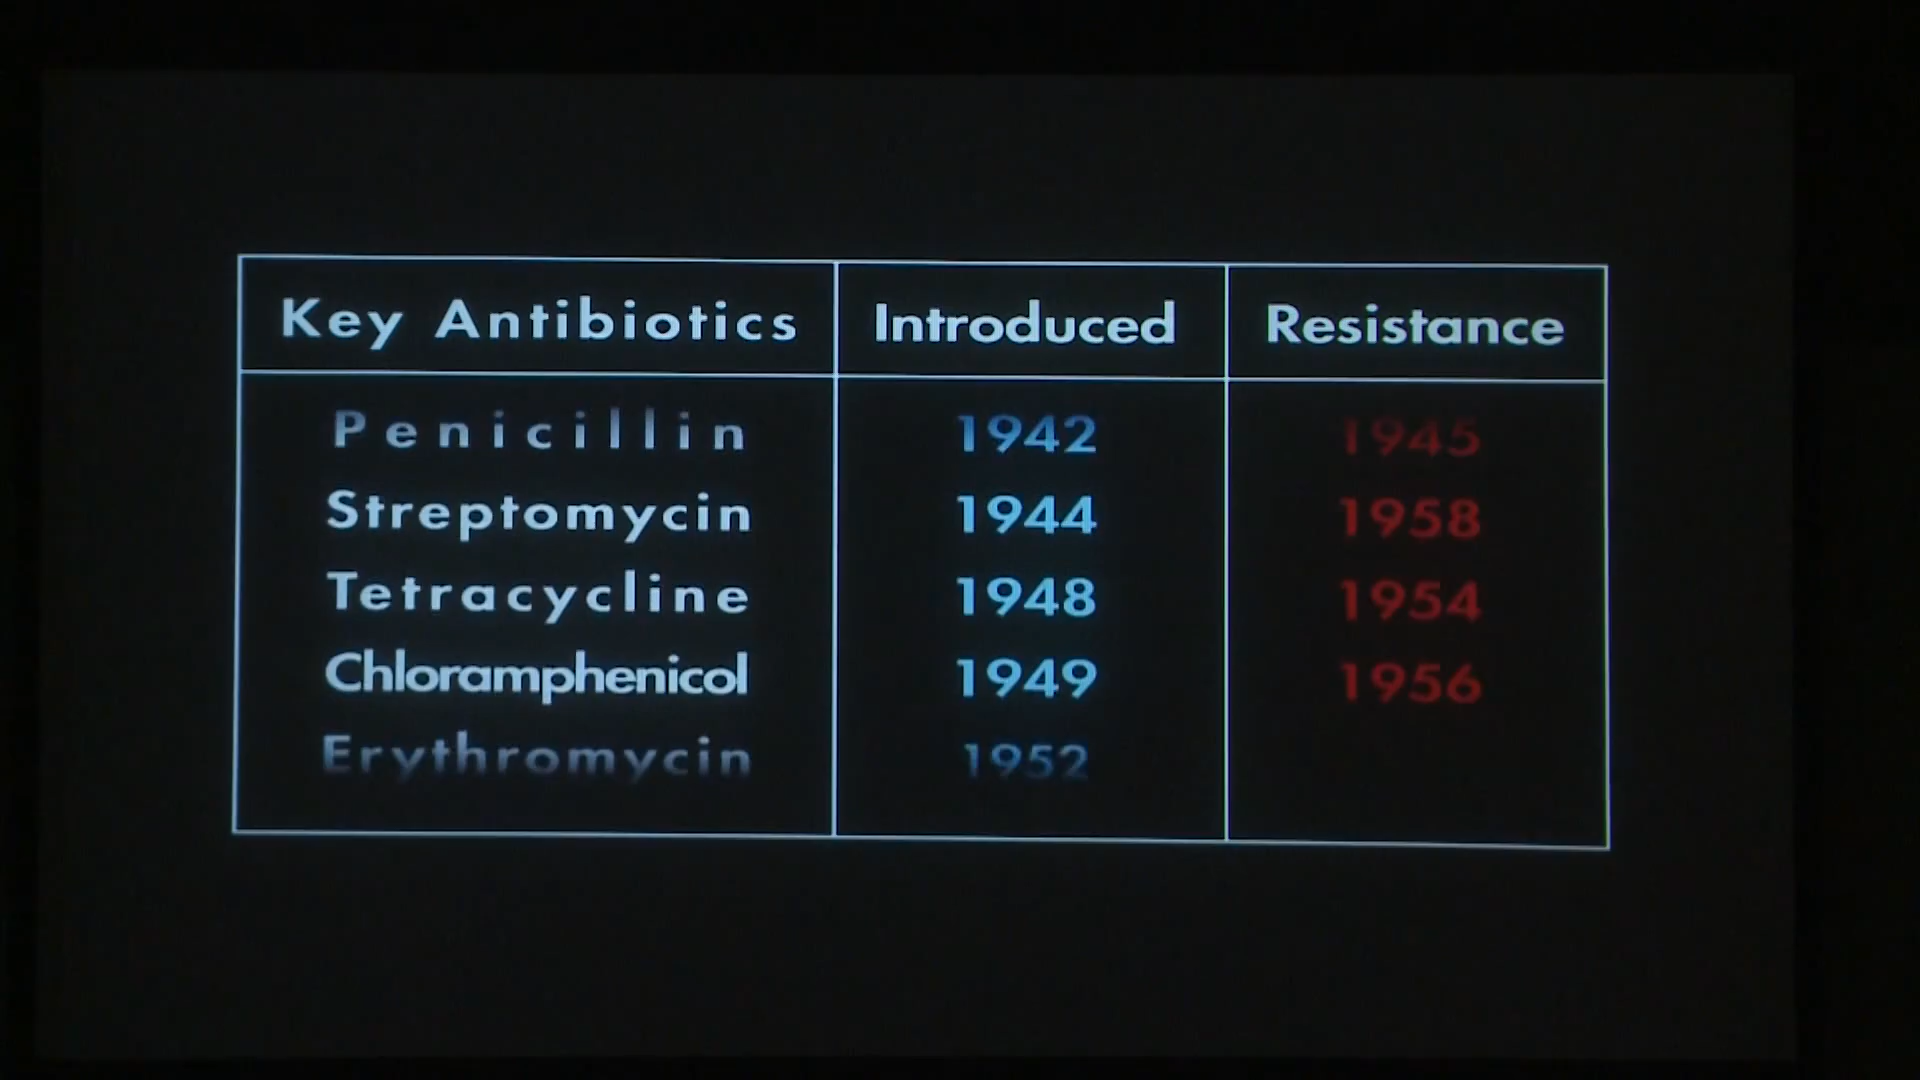 Key Antibiotics Introduced Resistance
Penicillin 1942 1945
Streptomycin 1944 1958
Tetracycline 1948 1954
Chloramphenicol 1949 1956
Erythromycin 1952